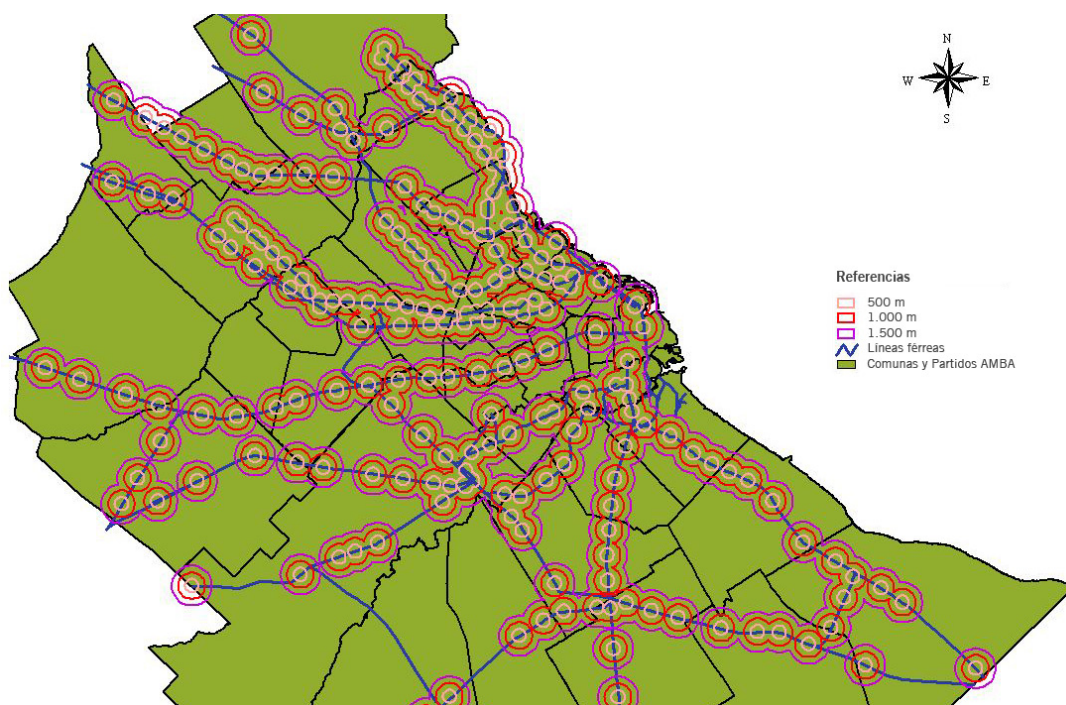 N
W E
S
Referencias
500 m
1.000 m
1.500 m
Líneas férreas
Comunas y Partidos AMBA